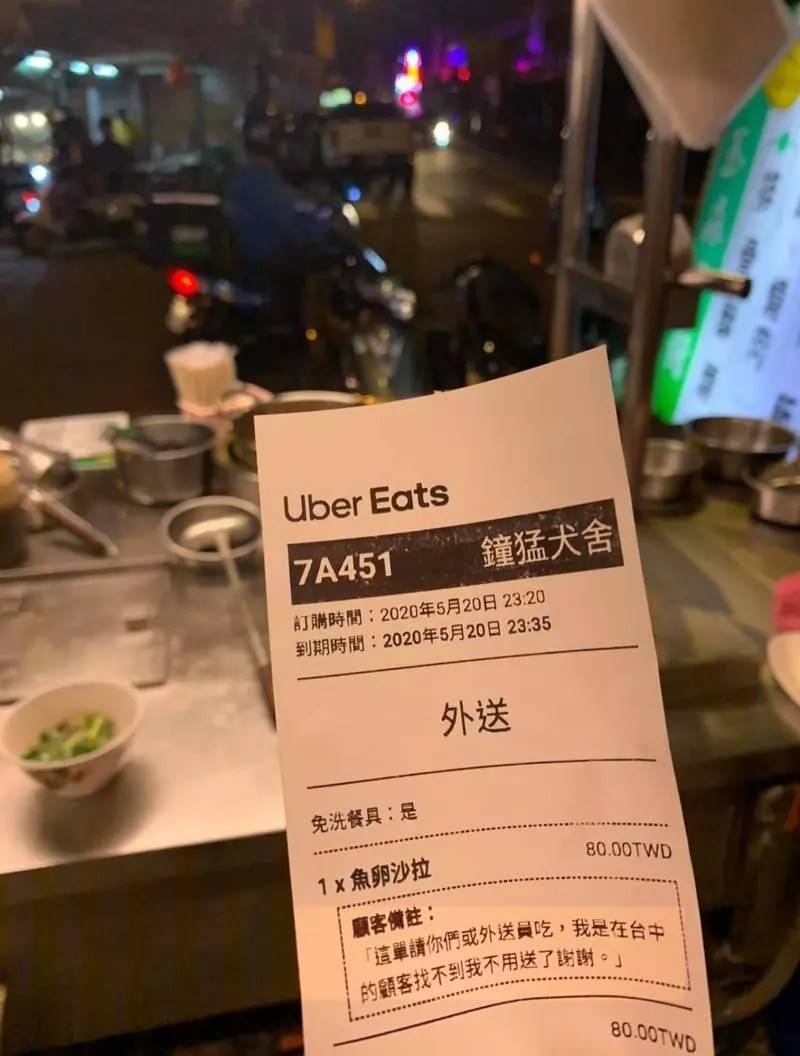 Uber Eats
7A451 鐘猛犬舍
訂購時間：2020年5月20日 23:20
到期時間：2020年5月20日 23:35
外送
免洗餐具：是
80.00TWD
1 x 魚卵沙拉
顧客備註：
「這單請你們或外送員吃，我是在台中
的顧客找不到我不用送了謝謝。」
80.00TWD